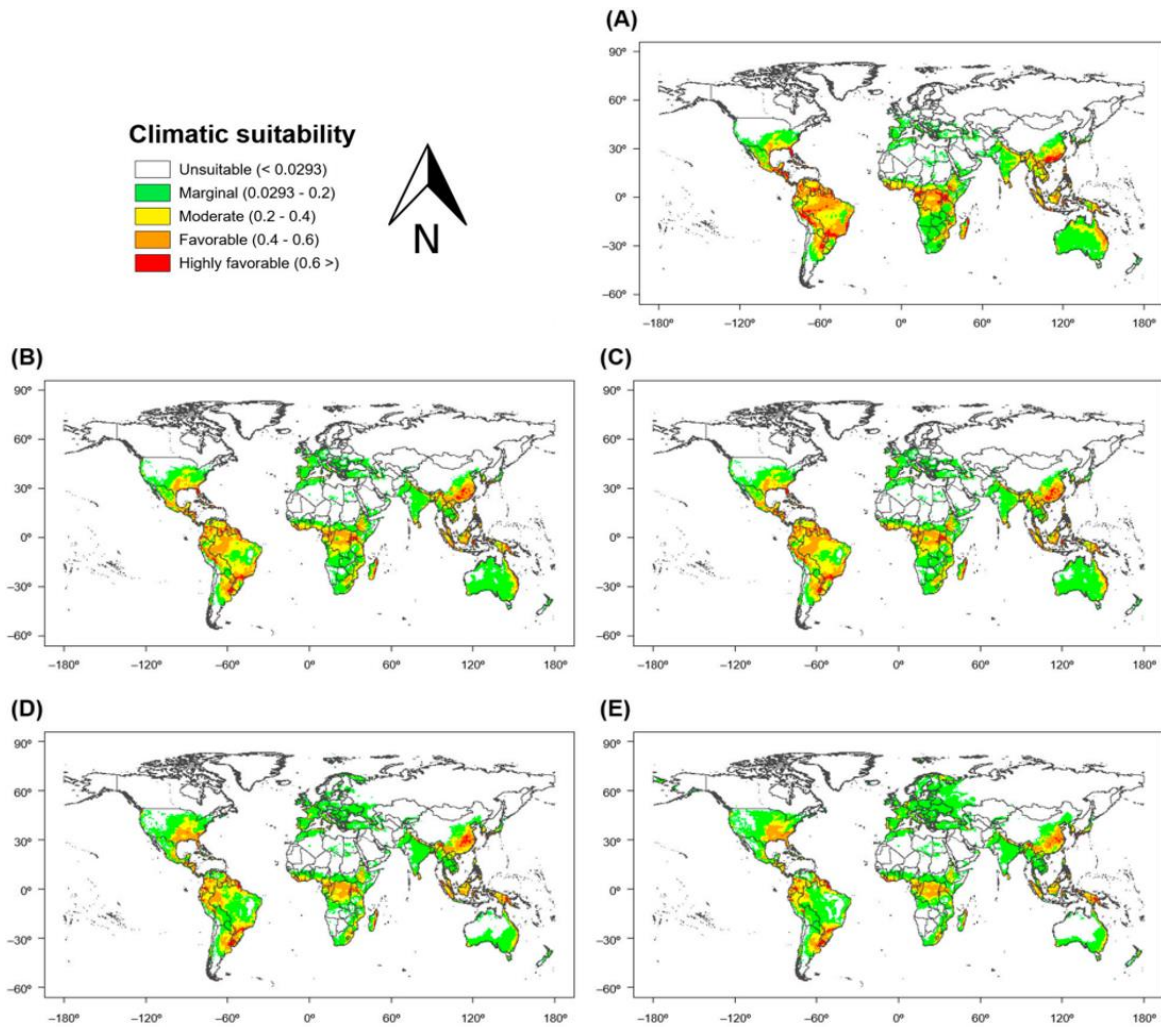 (A)
Climatic suitability
Unsuitable (< 0.0293)
Marginal (0.0293 - 0.2)
Moderate (0.2 - 0.4)
Favorable (0.4 - 0.6)
Highly favorable (0.6 >)
N
90º
60º
30º
0º
−30º
−60º
−180º −120º −60º 0º 60º 120º 180º
(B)
90º
60º
30º
0º
−30º
−60º
−180º −120º −60º 0º 60º 120º 180º
(C)
90º
60º
30º
0º
−30º
−60º
−180º −120º −60º 0º 60º 120º 180º
(D)
90º
60º
30º
0º
−30º
−60º
−180º −120º −60º 0º 60º 120º 180º
(E)
90º
60º
30º
0º
−30º
−60º
−180º −120º −60º 0º 60º 120º 180º